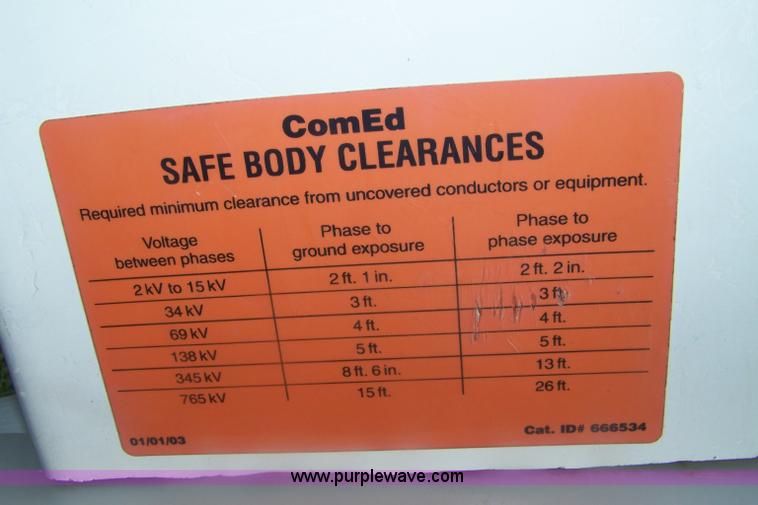 ComEd
SAFE BODY CLEARANCES
Required minimum clearance from uncovered conductors or equipment.
Voltage between phases Phase to ground exposure Phase to phase exposure
2 kV to 15 kV 2 ft. 1 in. 2 ft. 2 in.
34 kV 3 ft. 3 ft.
69 kV 4 ft. 4 ft.
138 kV 5 ft. 5 ft.
345 kV 8 ft. 6 in. 13 ft.
765 kV 15 ft. 26 ft.
01/01/03 Cat. ID# 666534
www.purplewave.com